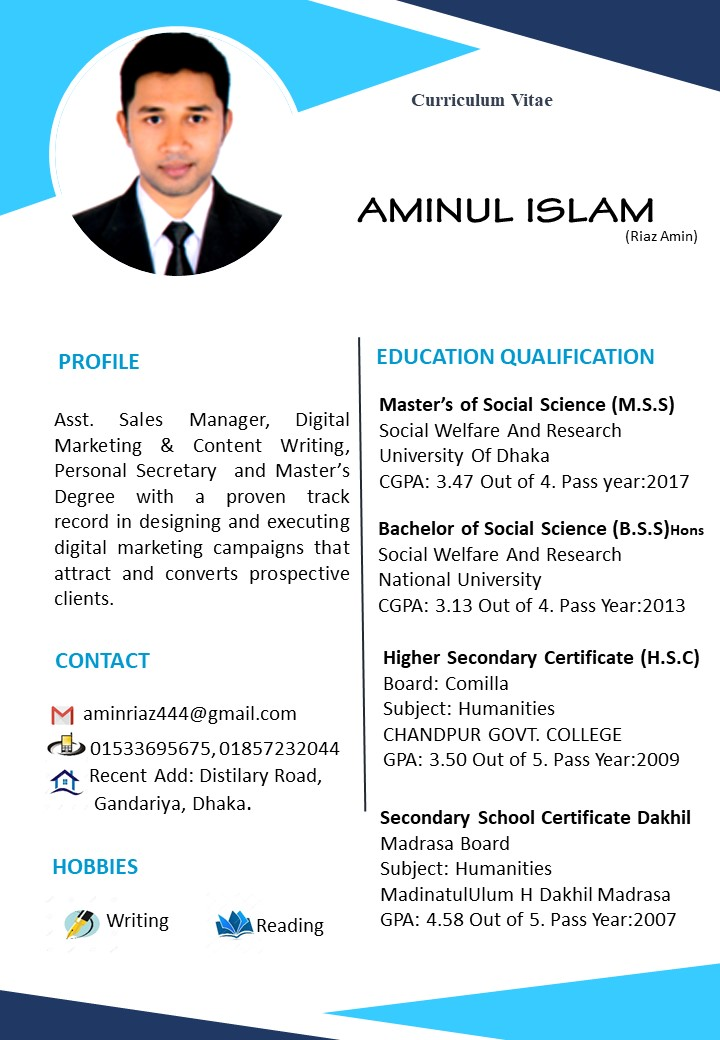 Curriculum Vitae
AMINUL ISLAM
(Riaz Amin)
PROFILE
Asst. Sales Manager, Digital
Marketing & Content Writing,
Personal Secretary and Master's
Degree with a proven track
record in designing and executing
digital marketing campaigns that
attract and converts prospective
clients.
CONTACT
aminriaz444@gmail.com
01533695675, 01857232044
Recent Add: Distilary Road,
Gandariya, Dhaka.
HOBBIES
Writing
Reading
EDUCATION QUALIFICATION
Master's of Social Science (M.S.S)
Social Welfare And Research
University Of Dhaka
CGPA: 3.47 Out of 4. Pass year:2017
Bachelor of Social Science (B.S.S)Hons
Social Welfare And Research
National University
CGPA: 3.13 Out of 4. Pass Year:2013
Higher Secondary Certificate (H.S.C)
Board: Comilla
Subject: Humanities
CHANDPUR GOVT. COLLEGE
GPA: 3.50 Out of 5. Pass Year:2009
Secondary School Certificate Dakhil
Madrasa Board
Subject: Humanities
MadinatulUlum H Dakhil Madrasa
GPA: 4.58 Out of 5. Pass Year:2007